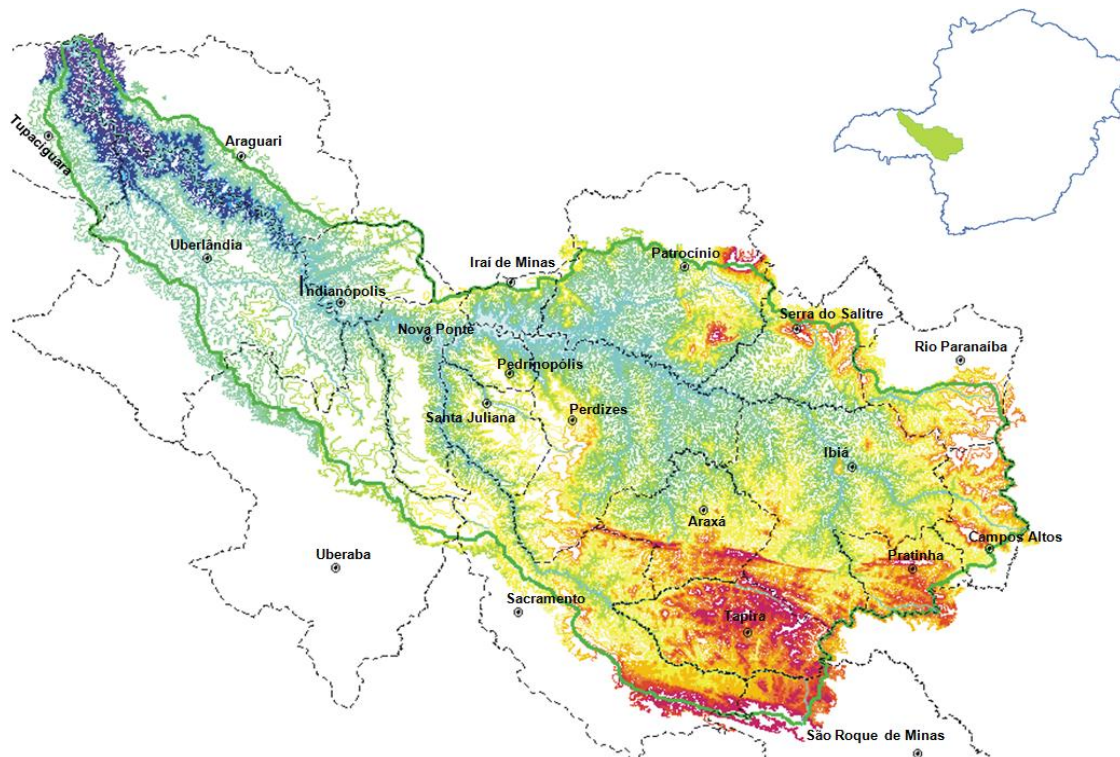 Tupaciguara
Araguari
Uberlândia
Indianópolis
Iraí de Minas
Patrocínio
Nova Ponte
Serra do Salitre
Rio Paranaíba
Pedrinopólis
Santa Juliana
Perdizes
Ibiá
Araxá
Campos Altos
Uberaba
Pratinha
Sacramento
Tapira
São Roque de Minas